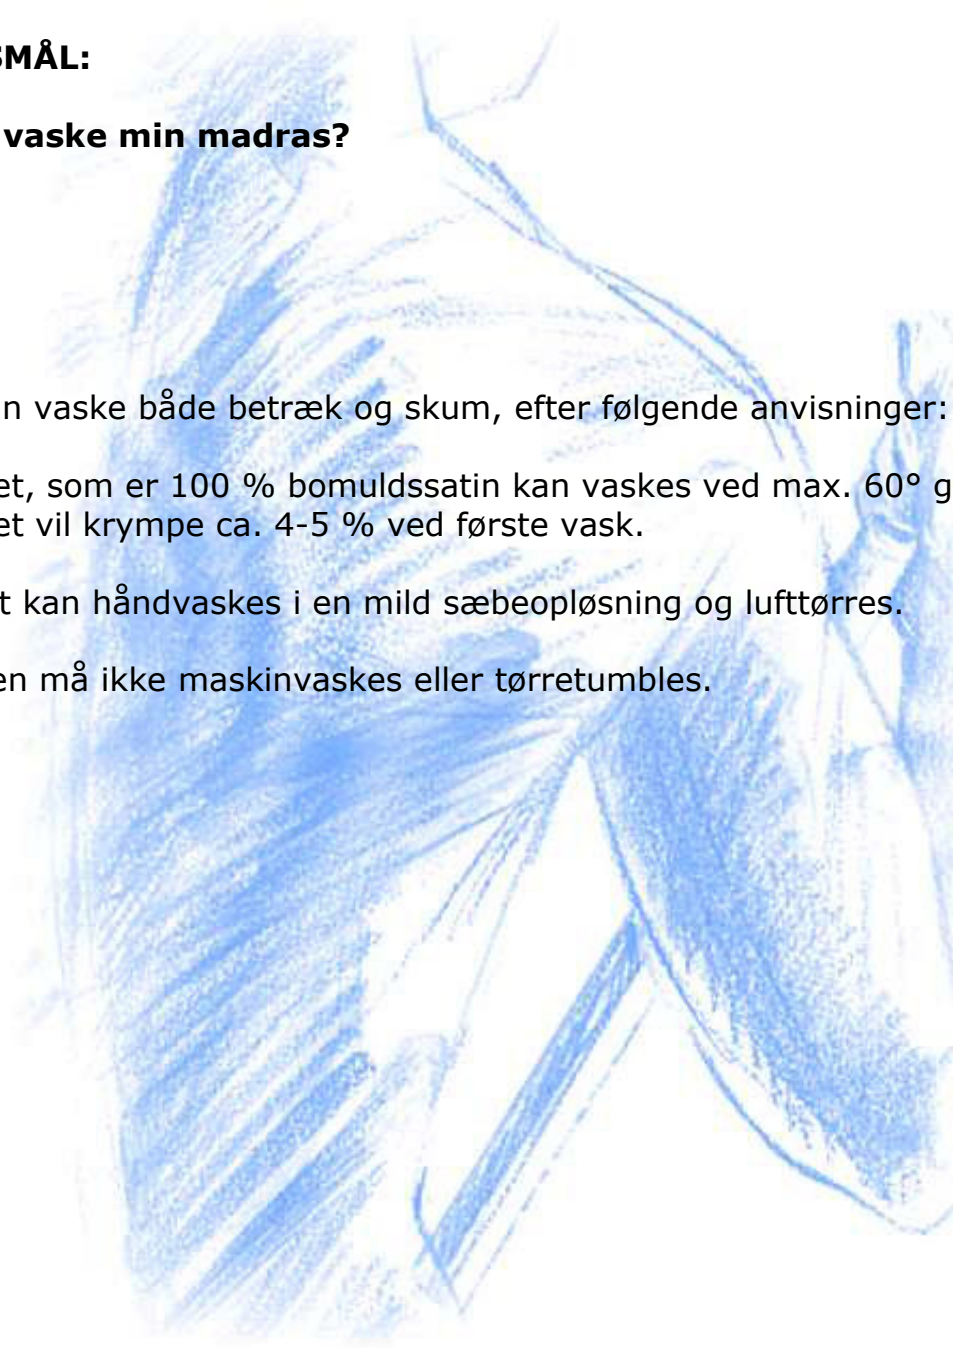 SMÅL:
vaske min madras?
n vaske både betræk og skum, efter følgende anvisninger:
et, som er 100 % bomuldssatin kan vaskes ved max. 60° g
et vil krympe ca. 4-5 % ved første vask.
t kan håndvaskes i en mild sæbeopløsning og lufttørres.
en må ikke maskinvaskes eller tørretumbles.